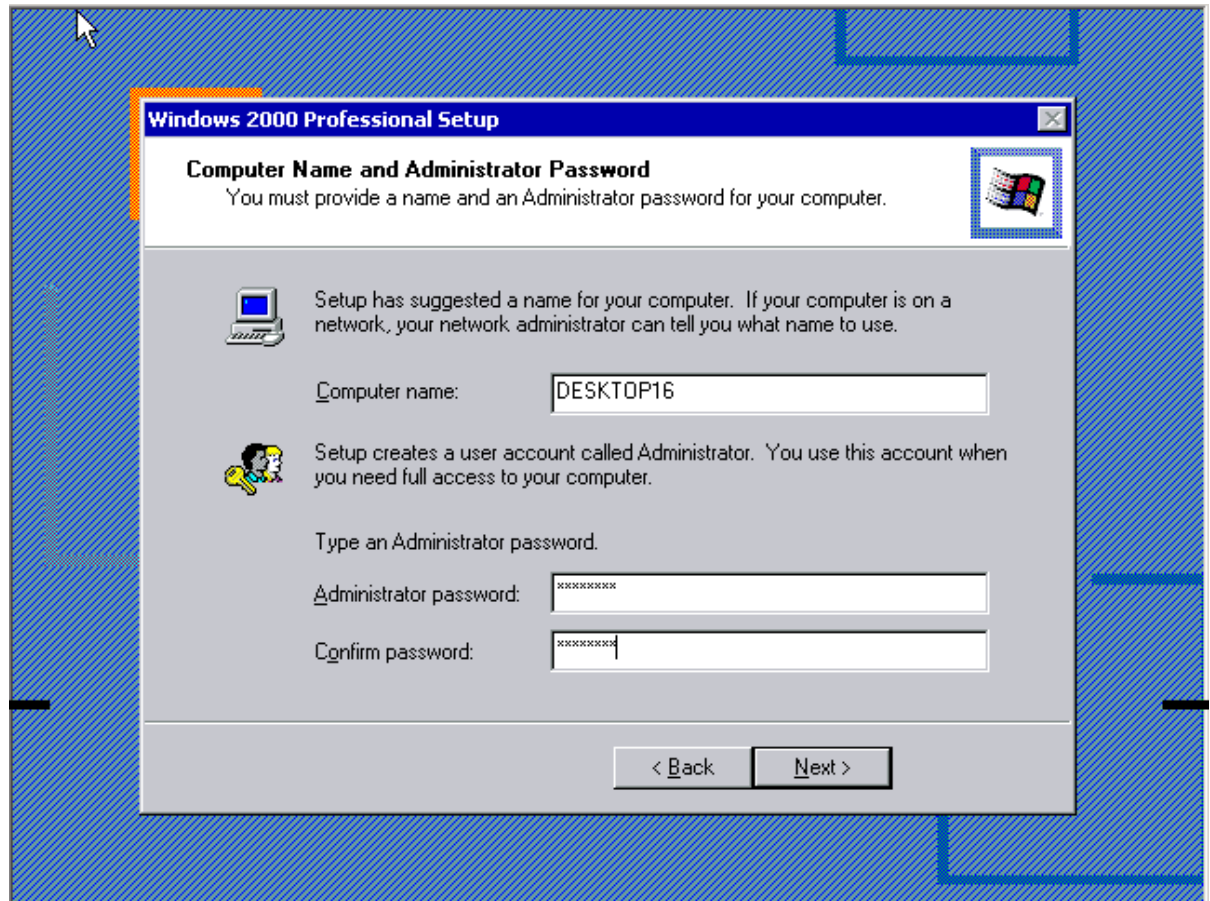 Windows 2000 Professional Setup
Computer Name and Administrator Password
You must provide a name and an Administrator password for your computer.
Setup has suggested a name for your computer.  If your computer is on a
network, your network administrator can tell you what name to use.
Computer name: DESKTOP16
Setup creates a user account called Administrator.  You use this account when
you need full access to your computer.
Type an Administrator password.
Administrator password: ********
Confirm password: ********
< Back Next >